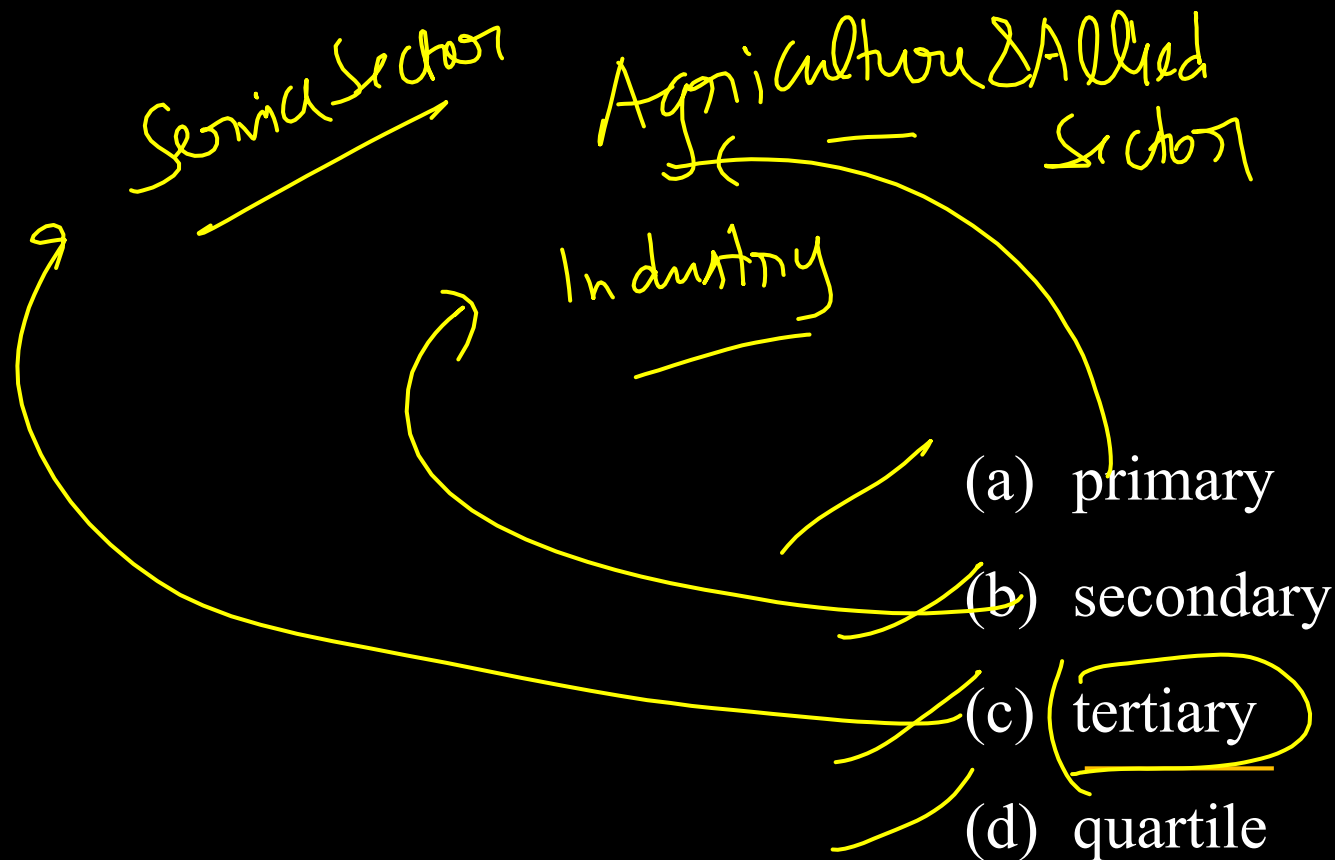 Service Sector
Agriculture & Allied
Sector
Industry
(a) primary
(b) secondary
(c) tertiary
(d) quartile